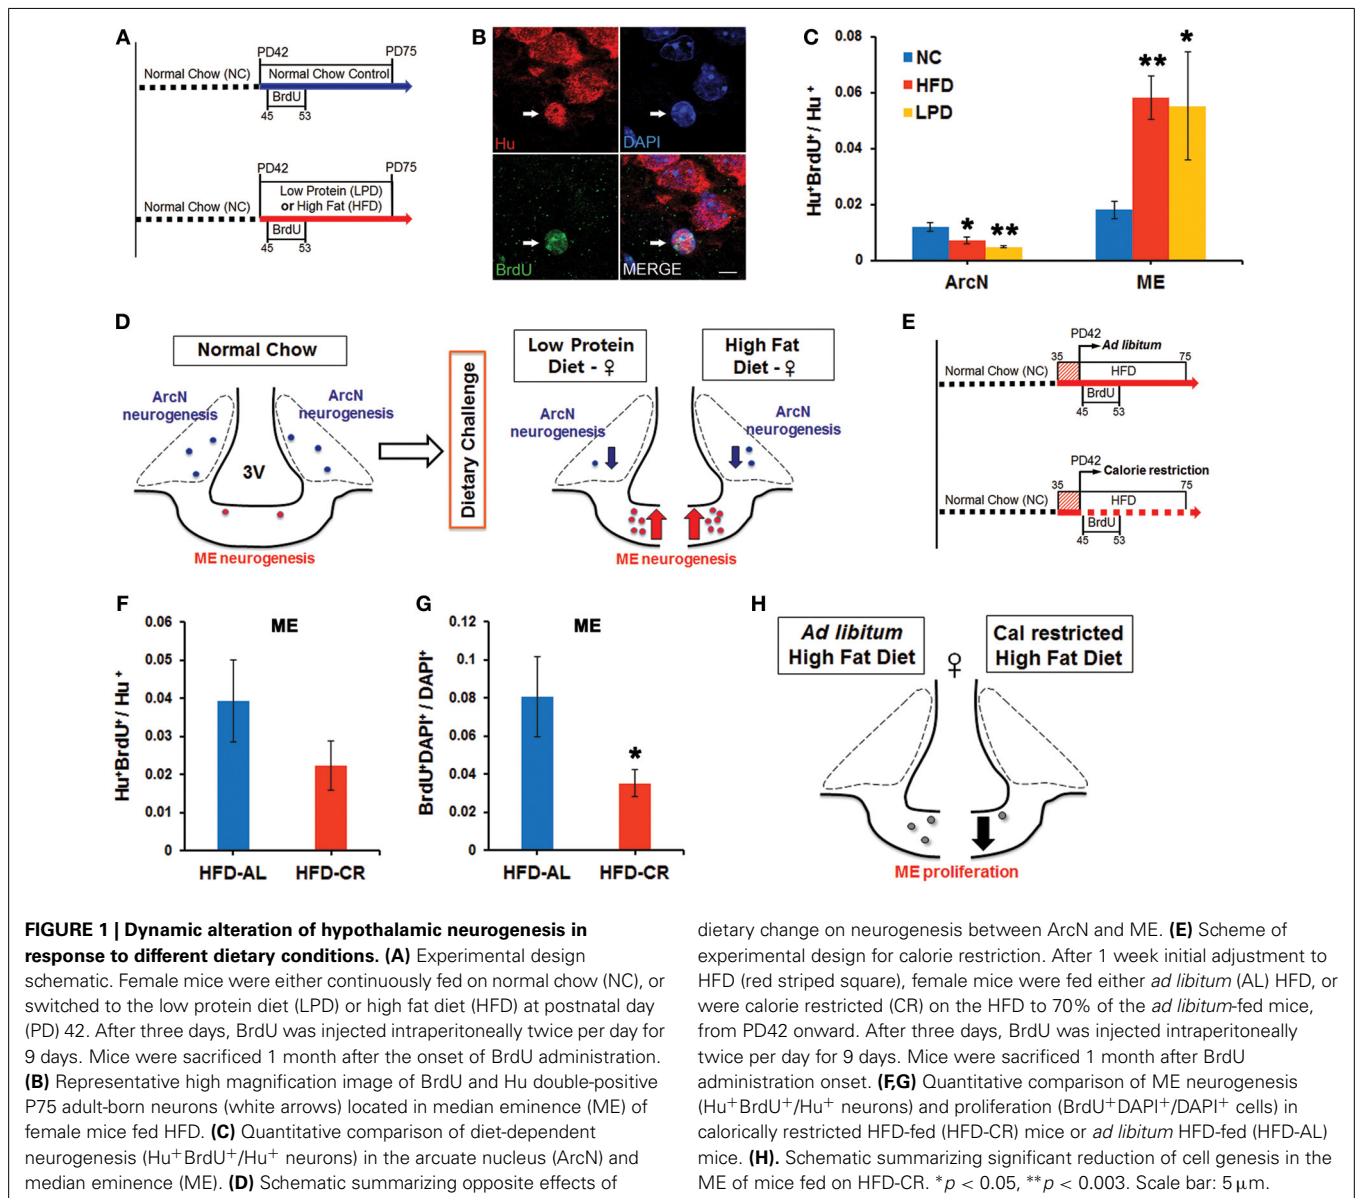 A
PD42
PD75
Normal Chow (NC)
Normal Chow Control
BrdU
45
53
PD42
PD75
Low Protein (LPD)
or High Fat (HFD)
Normal Chow (NC)
BrdU
45
53
B
Hu
DAPI
BrdU
MERGE
C
0.08
0.06
0.04
0.02
0
Hu+BrdU+/ Hu +
NC
HFD
LPD
*
**
**
*
ArcN
ME
D
Normal Chow
ArcN
neurogenesis
ArcN
neurogenesis
3V
ME neurogenesis
Dietary Challenge
Low Protein
Diet - ♀
High Fat
Diet - ♀
ArcN
neurogenesis
ArcN
neurogenesis
ME neurogenesis
E
PD42
35
Ad libitum
75
Normal Chow (NC)
HFD
BrdU
45
53
PD42
35
Calorie restriction
75
Normal Chow (NC)
HFD
BrdU
45
53
F
ME
0.06
0.05
0.04
0.03
0.02
0.01
0
Hu+BrdU+/ Hu +
HFD-AL
HFD-CR
G
ME
0.12
0.1
0.08
0.06
0.04
0.02
0
BrdU+DAPI+/ DAPI+
*
HFD-AL
HFD-CR
H
Ad libitum
High Fat Diet
♀
Cal restricted
High Fat Diet
ME proliferation
FIGURE 1 | Dynamic alteration of hypothalamic neurogenesis in
response to different dietary conditions. (A) Experimental design
schematic. Female mice were either continuously fed on normal chow (NC), or
switched to the low protein diet (LPD) or high fat diet (HFD) at postnatal day
(PD) 42. After three days, BrdU was injected intraperitoneally twice per day for
9 days. Mice were sacrificed 1 month after the onset of BrdU administration.
(B) Representative high magnification image of BrdU and Hu double-positive
P75 adult-born neurons (white arrows) located in median eminence (ME) of
female mice fed HFD. (C) Quantitative comparison of diet-dependent
neurogenesis (Hu+BrdU+/Hu+ neurons) in the arcuate nucleus (ArcN) and
median eminence (ME). (D) Schematic summarizing opposite effects of
dietary change on neurogenesis between ArcN and ME. (E) Scheme of
experimental design for calorie restriction. After 1 week initial adjustment to
HFD (red striped square), female mice were fed either ad libitum (AL) HFD, or
were calorie restricted (CR) on the HFD to 70% of the ad libitum-fed mice,
from PD42 onward. After three days, BrdU was injected intraperitoneally
twice per day for 9 days. Mice were sacrificed 1 month after BrdU
administration onset. (F,G) Quantitative comparison of ME neurogenesis
(Hu+BrdU+/Hu+ neurons) and proliferation (BrdU+DAPI+/DAPI+ cells) in
calorically restricted HFD-fed (HFD-CR) mice or ad libitum HFD-fed (HFD-AL)
mice. (H). Schematic summarizing significant reduction of cell genesis in the
ME of mice fed on HFD-CR. *p < 0.05, **p < 0.003. Scale bar: 5 μm.